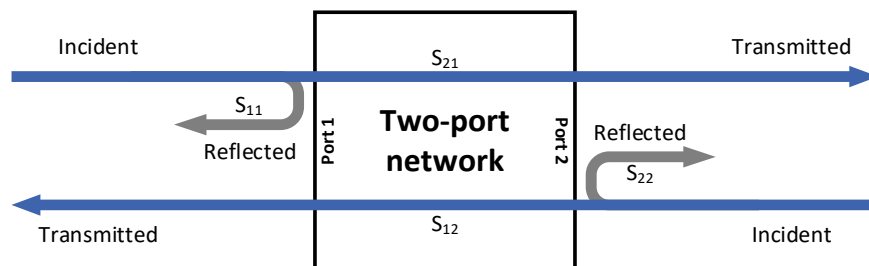 Incident
S₂₁
Transmitted
S₁₁
Reflected
Port 1
Two-port
network
Port 2
Reflected
S₂₂
Transmitted
S₁₂
Incident